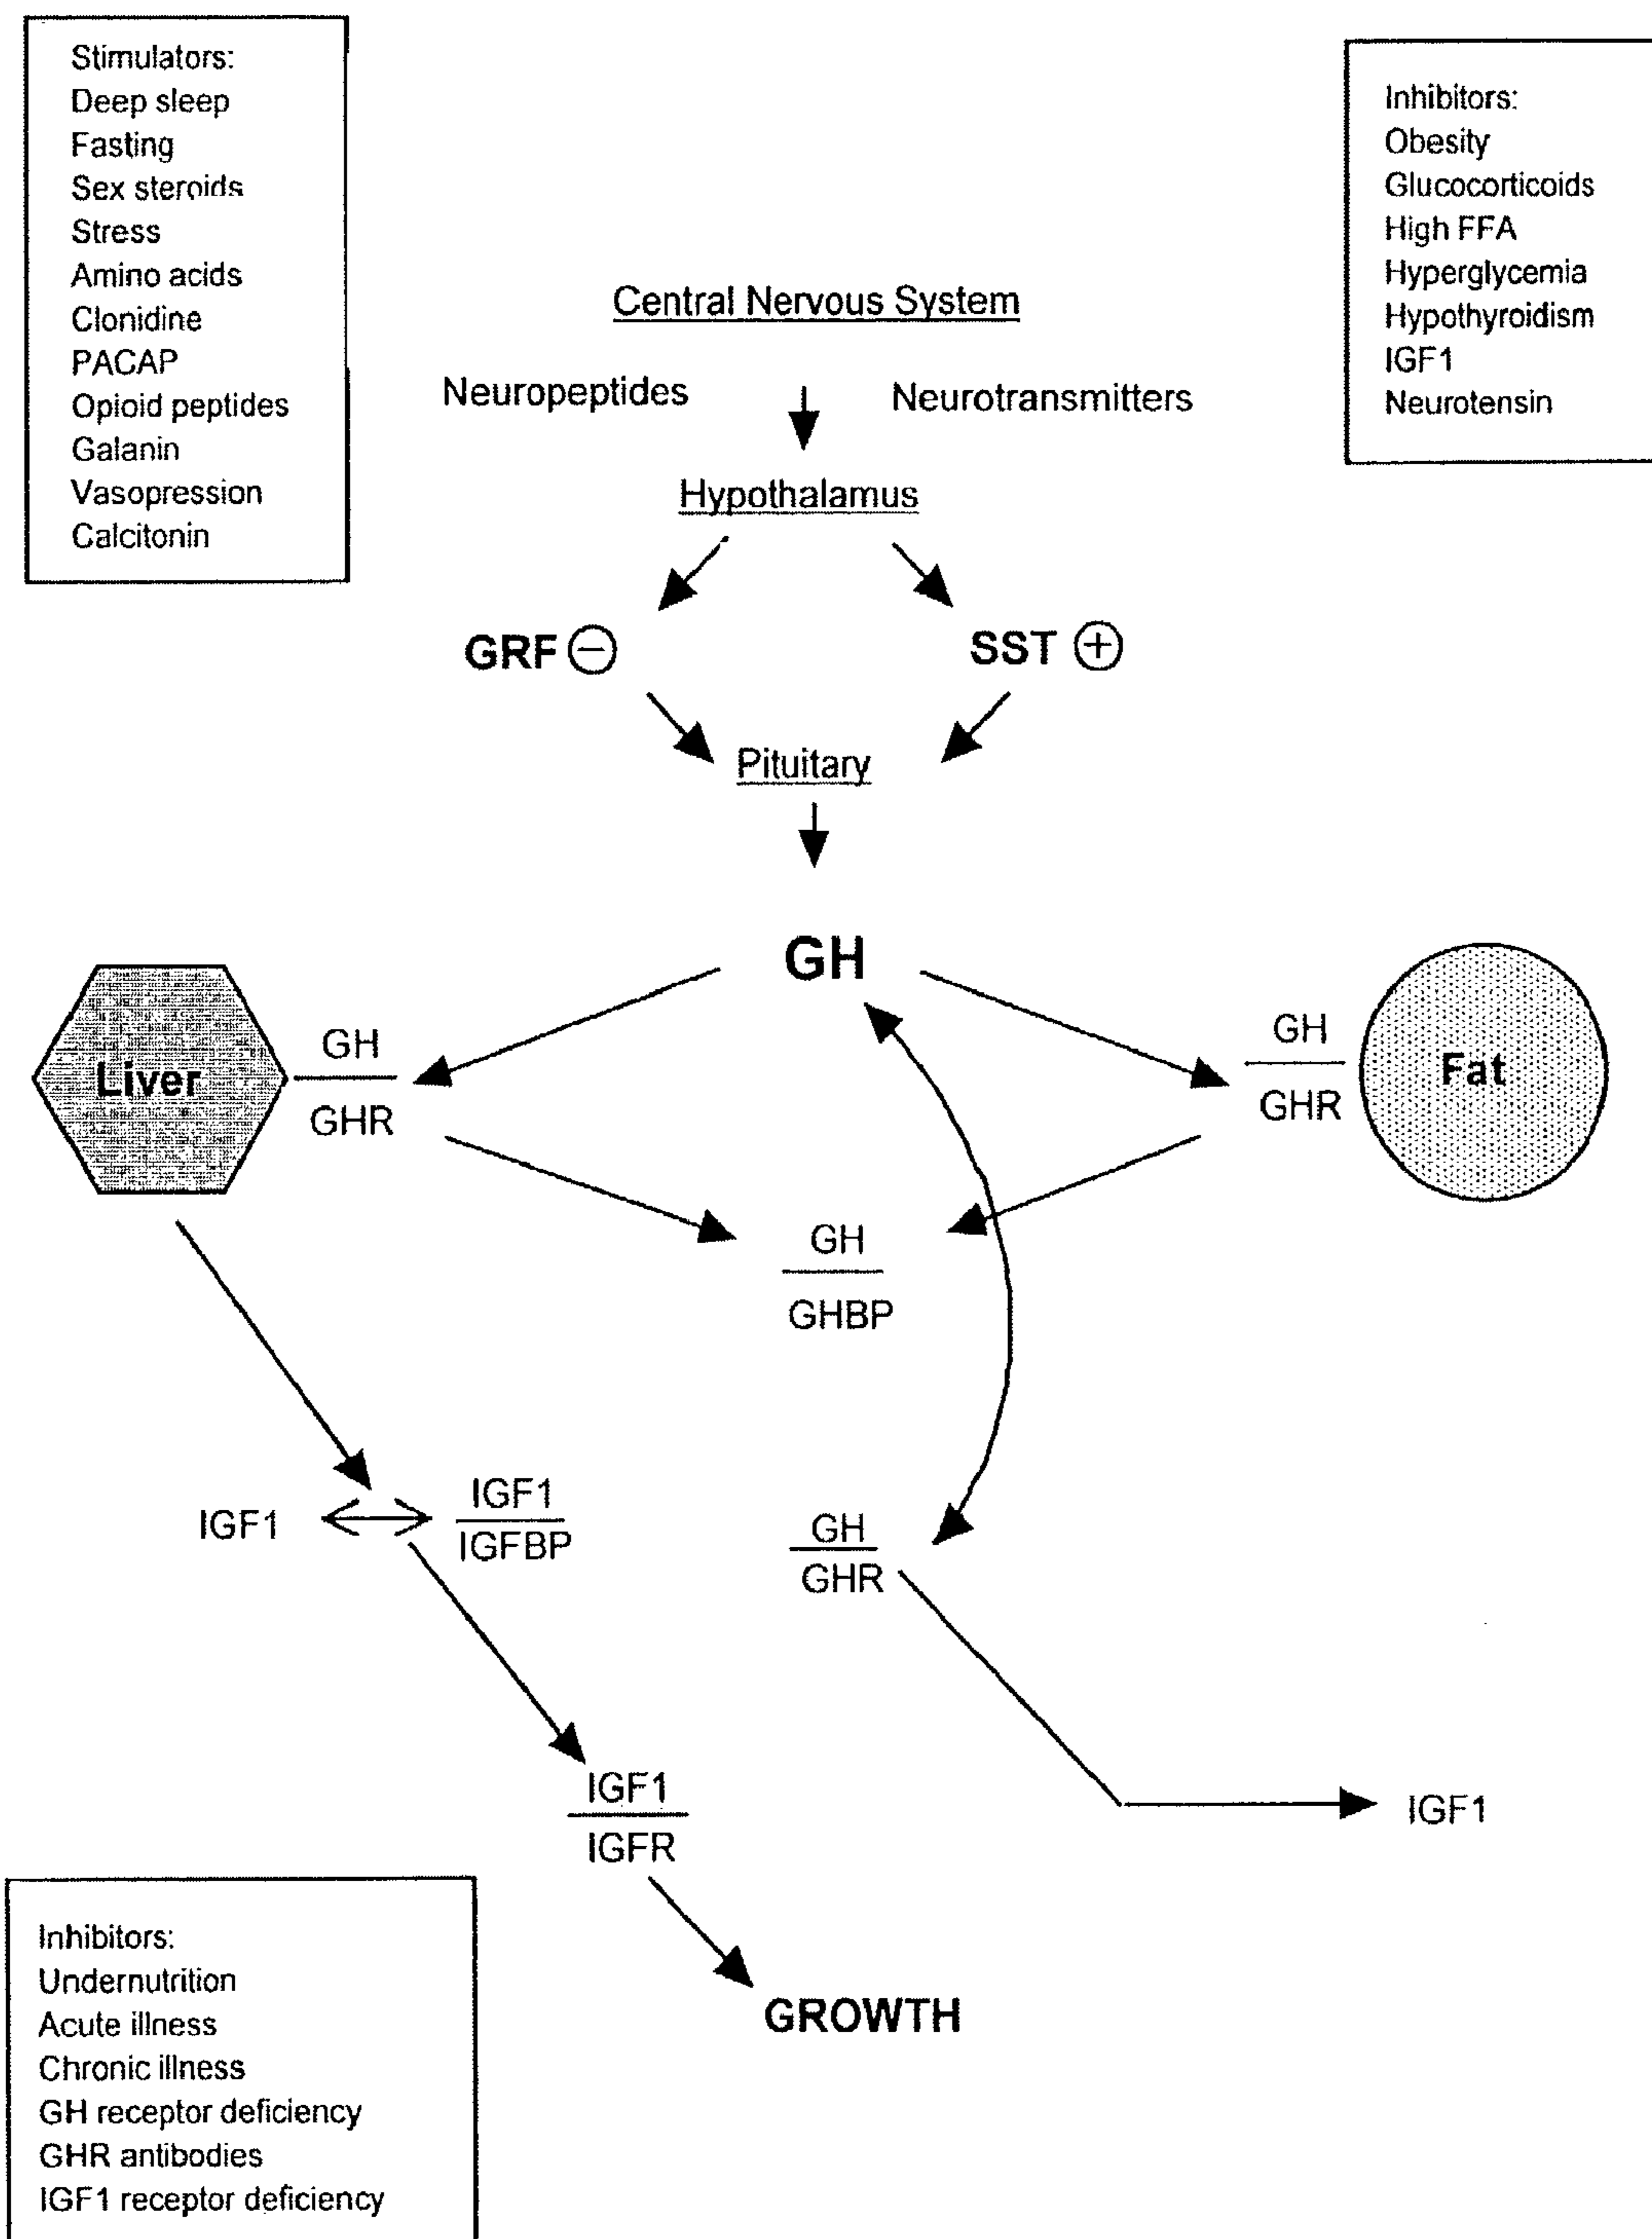 Stimulators:
Deep sleep
Fasting
Sex steroids
Stress
Amino acids
Clonidine
PACAP
Opioid peptides
Galanin
Vasopression
Calcitonin
Inhibitors:
Obesity
Glucocorticoids
High FFA
Hyperglycemia
Hypothyroidism
IGF1
Neurotensin
Central Nervous System
Neuropeptides
Neurotransmitters
Hypothalamus
GRF −
SST +
Pituitary
GH
Liver
GH
GHR
GH
GHR
Fat
GH
GHBP
IGF1
IGF1
IGFBP
GH
GHR
IGF1
IGFR
IGF1
GROWTH
Inhibitors:
Undernutrition
Acute illness
Chronic illness
GH receptor deficiency
GHR antibodies
IGF1 receptor deficiency